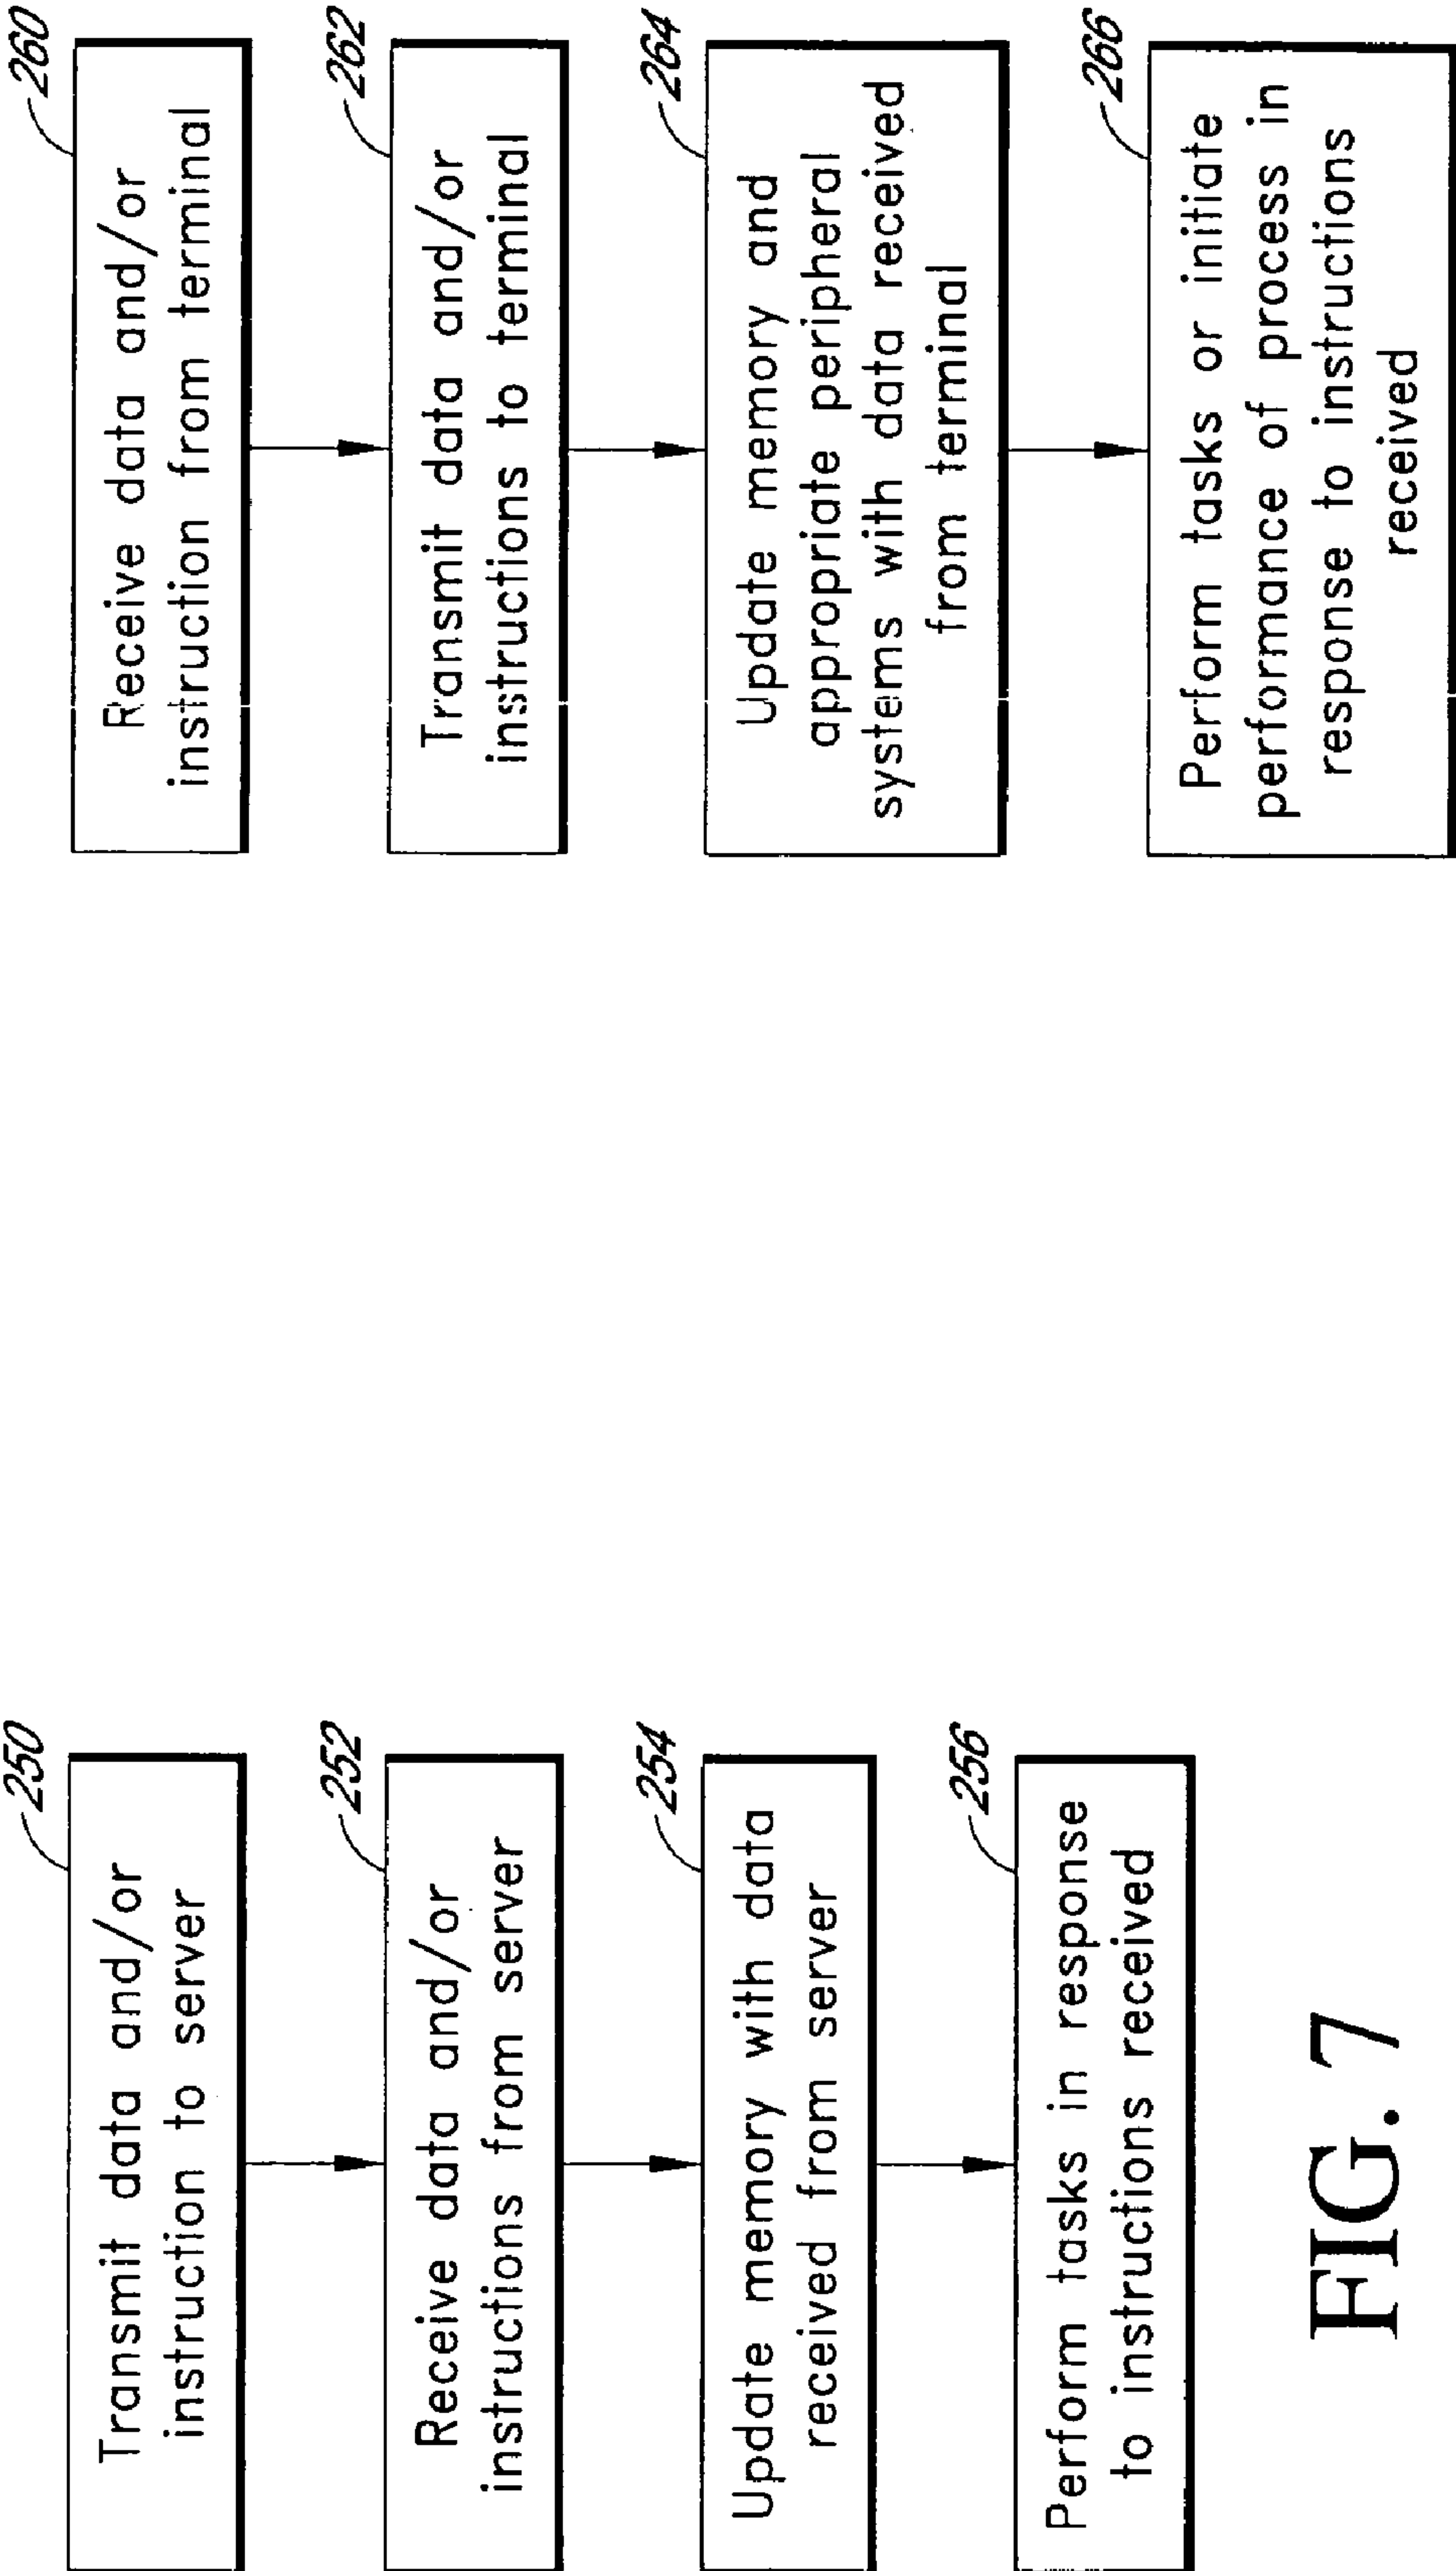 250
Transmit data and/or
instruction to server
252
Receive data and/or
instructions from server
254
Update memory with data
received from server
256
Perform tasks in response
to instructions received
FIG. 7
260
Receive data and/or
instruction from terminal
262
Transmit data and/or
instructions to terminal
264
Update memory and
appropriate peripheral
systems with data received
from terminal
266
Perform tasks or initiate
performance of process in
response to instructions
received